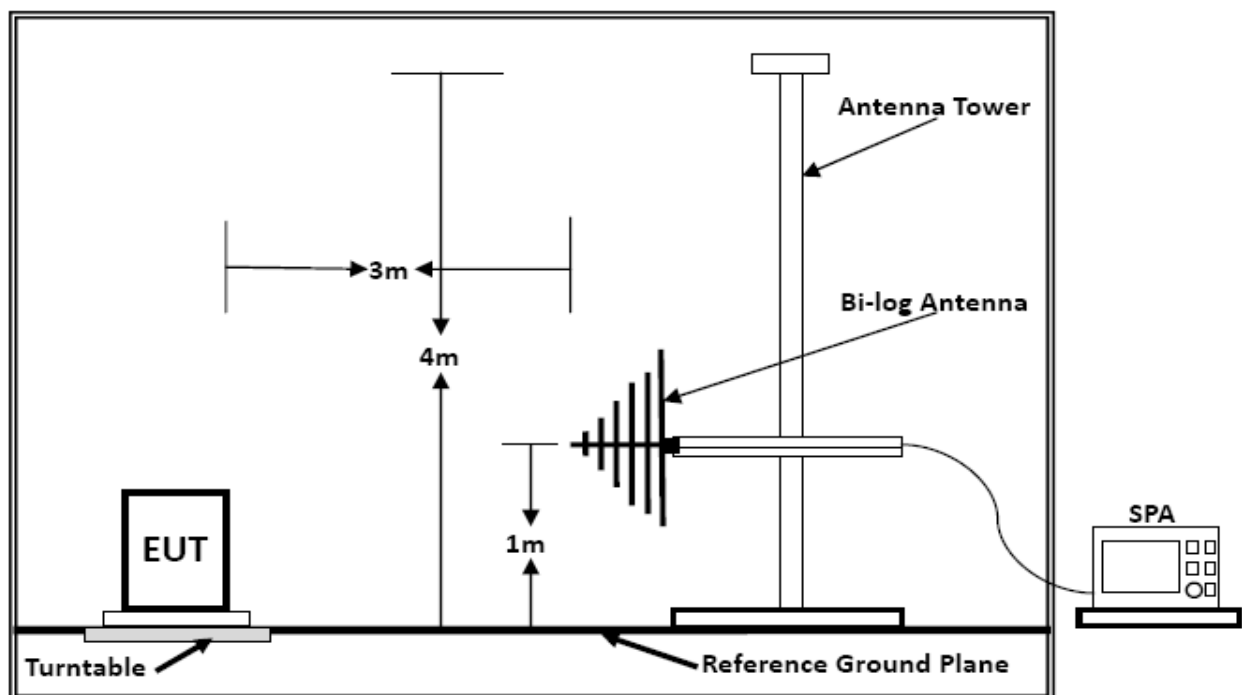 Antenna Tower
3m
Bi-log Antenna
4m
1m
EUT
SPA
Turntable
Reference Ground Plane